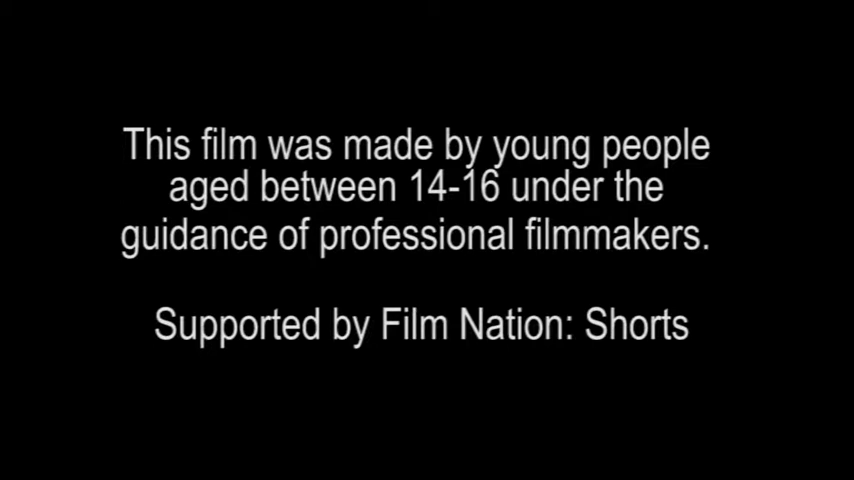 This film was made by young people
aged between 14-16 under the
guidance of professional filmmakers.
Supported by Film Nation: Shorts